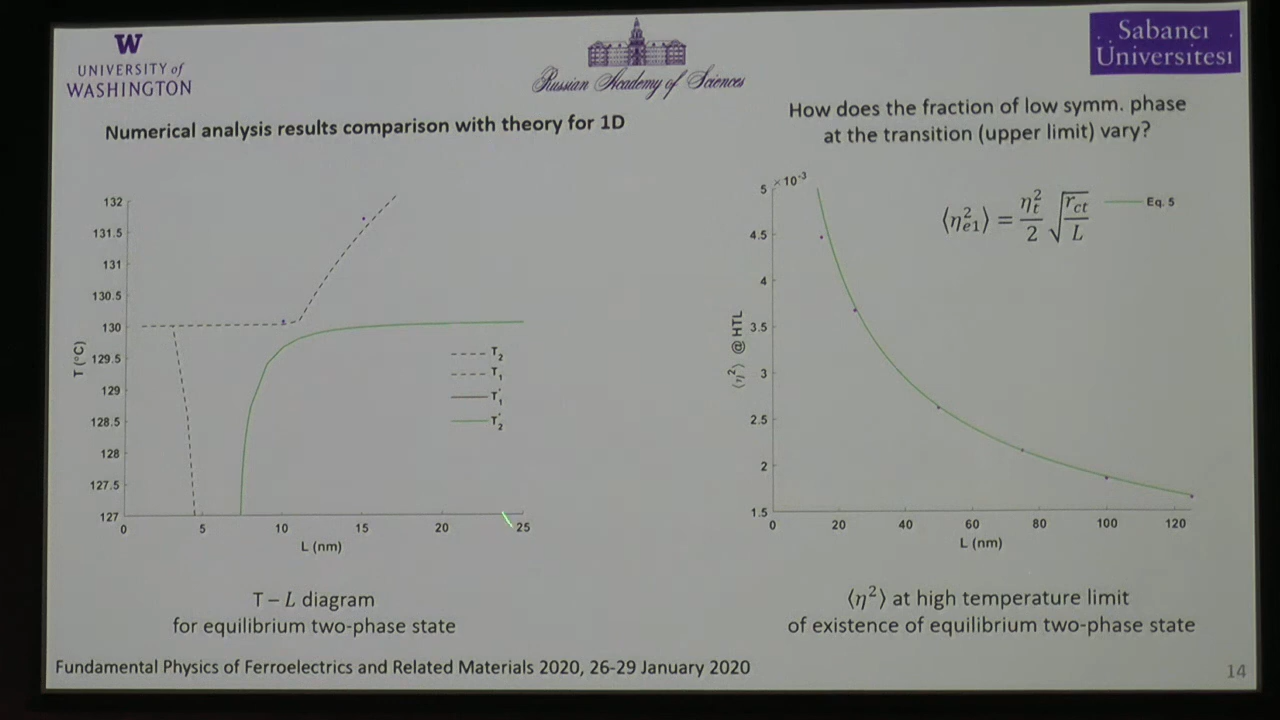 W
UNIVERSITY of
WASHINGTON
Russian Academy of Sciences
Sabancı
Üniversitesi
Numerical analysis results comparison with theory for 1D
How does the fraction of low symm. phase
at the transition (upper limit) vary?
132
131.5
131
130.5
130
129.5
129
128.5
128
127.5
127
T (°C)
0 5 10 15 20 25
L (nm)
T₂
T₁
T₁
T₂
×10⁻³
5
4.5
4
3.5
3
2.5
2
1.5
⟨η²⟩ @ HTL
0 20 40 60 80 100 120
L (nm)
⟨η²ₑ₁⟩ = η²ₜ/2 √(r_ct/L)
Eq. 5
T – L diagram
for equilibrium two-phase state
⟨η²⟩ at high temperature limit
of existence of equilibrium two-phase state
Fundamental Physics of Ferroelectrics and Related Materials 2020, 26-29 January 2020
14